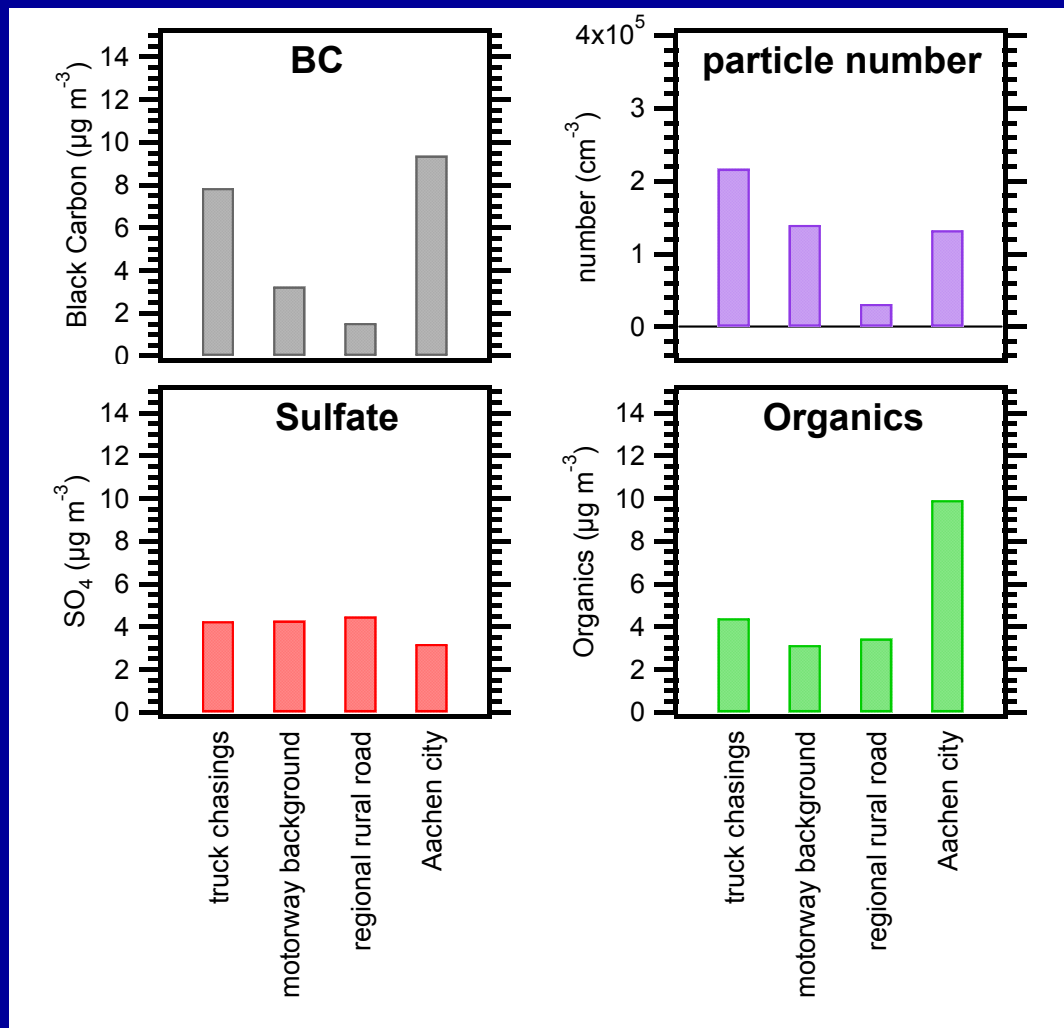 BC
Black Carbon (µg m⁻³)
14
12
10
8
6
4
2
0
particle number
number (cm⁻³)
4x10⁵
3
2
1
0
Sulfate
SO₄ (µg m⁻³)
14
12
10
8
6
4
2
0
Organics
Organics (µg m⁻³)
14
12
10
8
6
4
2
0
truck chasings
motorway background
regional rural road
Aachen city
truck chasings
motorway background
regional rural road
Aachen city